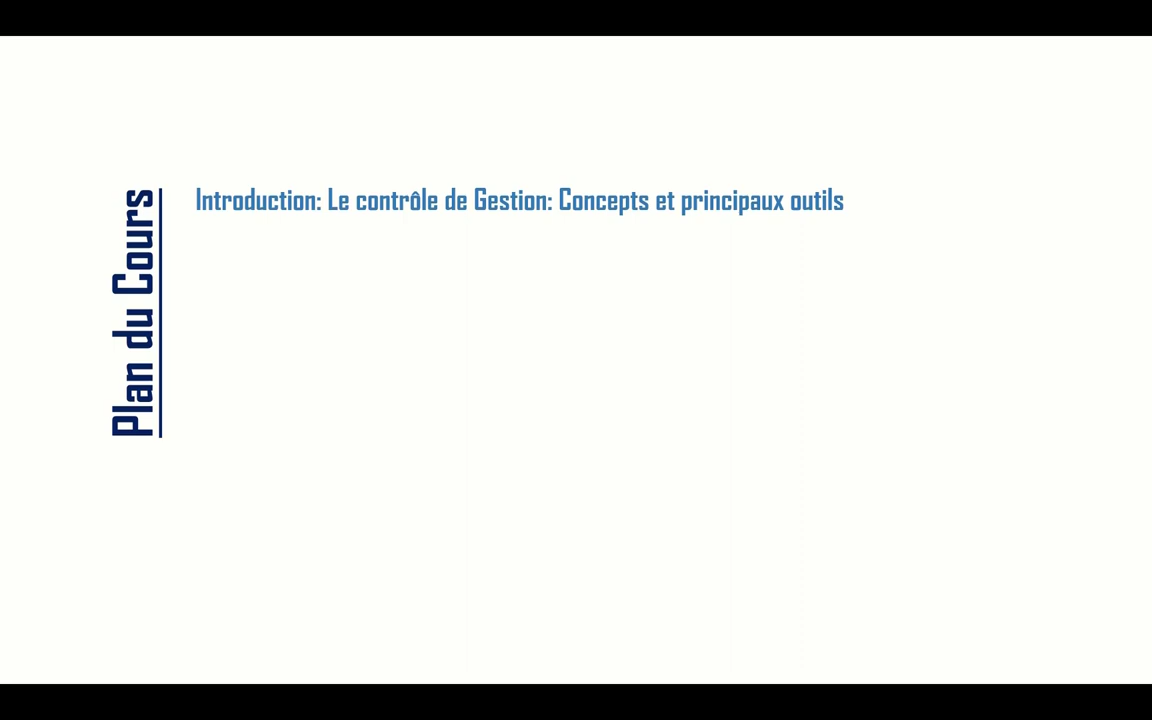 Plan du Cours
Introduction: Le contrôle de Gestion: Concepts et principaux outils